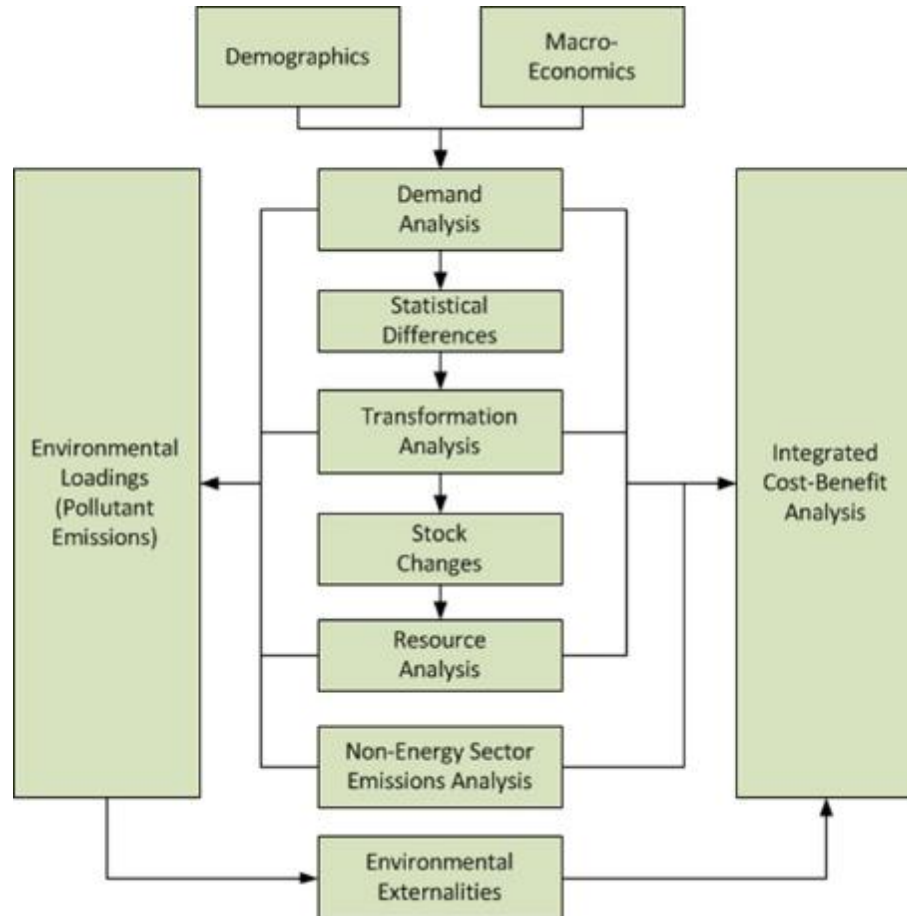 Demographics
Macro-
Economics
Demand
Analysis
Statistical
Differences
Transformation
Analysis
Environmental
Loadings
(Pollutant
Emissions)
Integrated
Cost-Benefit
Analysis
Stock
Changes
Resource
Analysis
Non-Energy Sector
Emissions Analysis
Environmental
Externalities